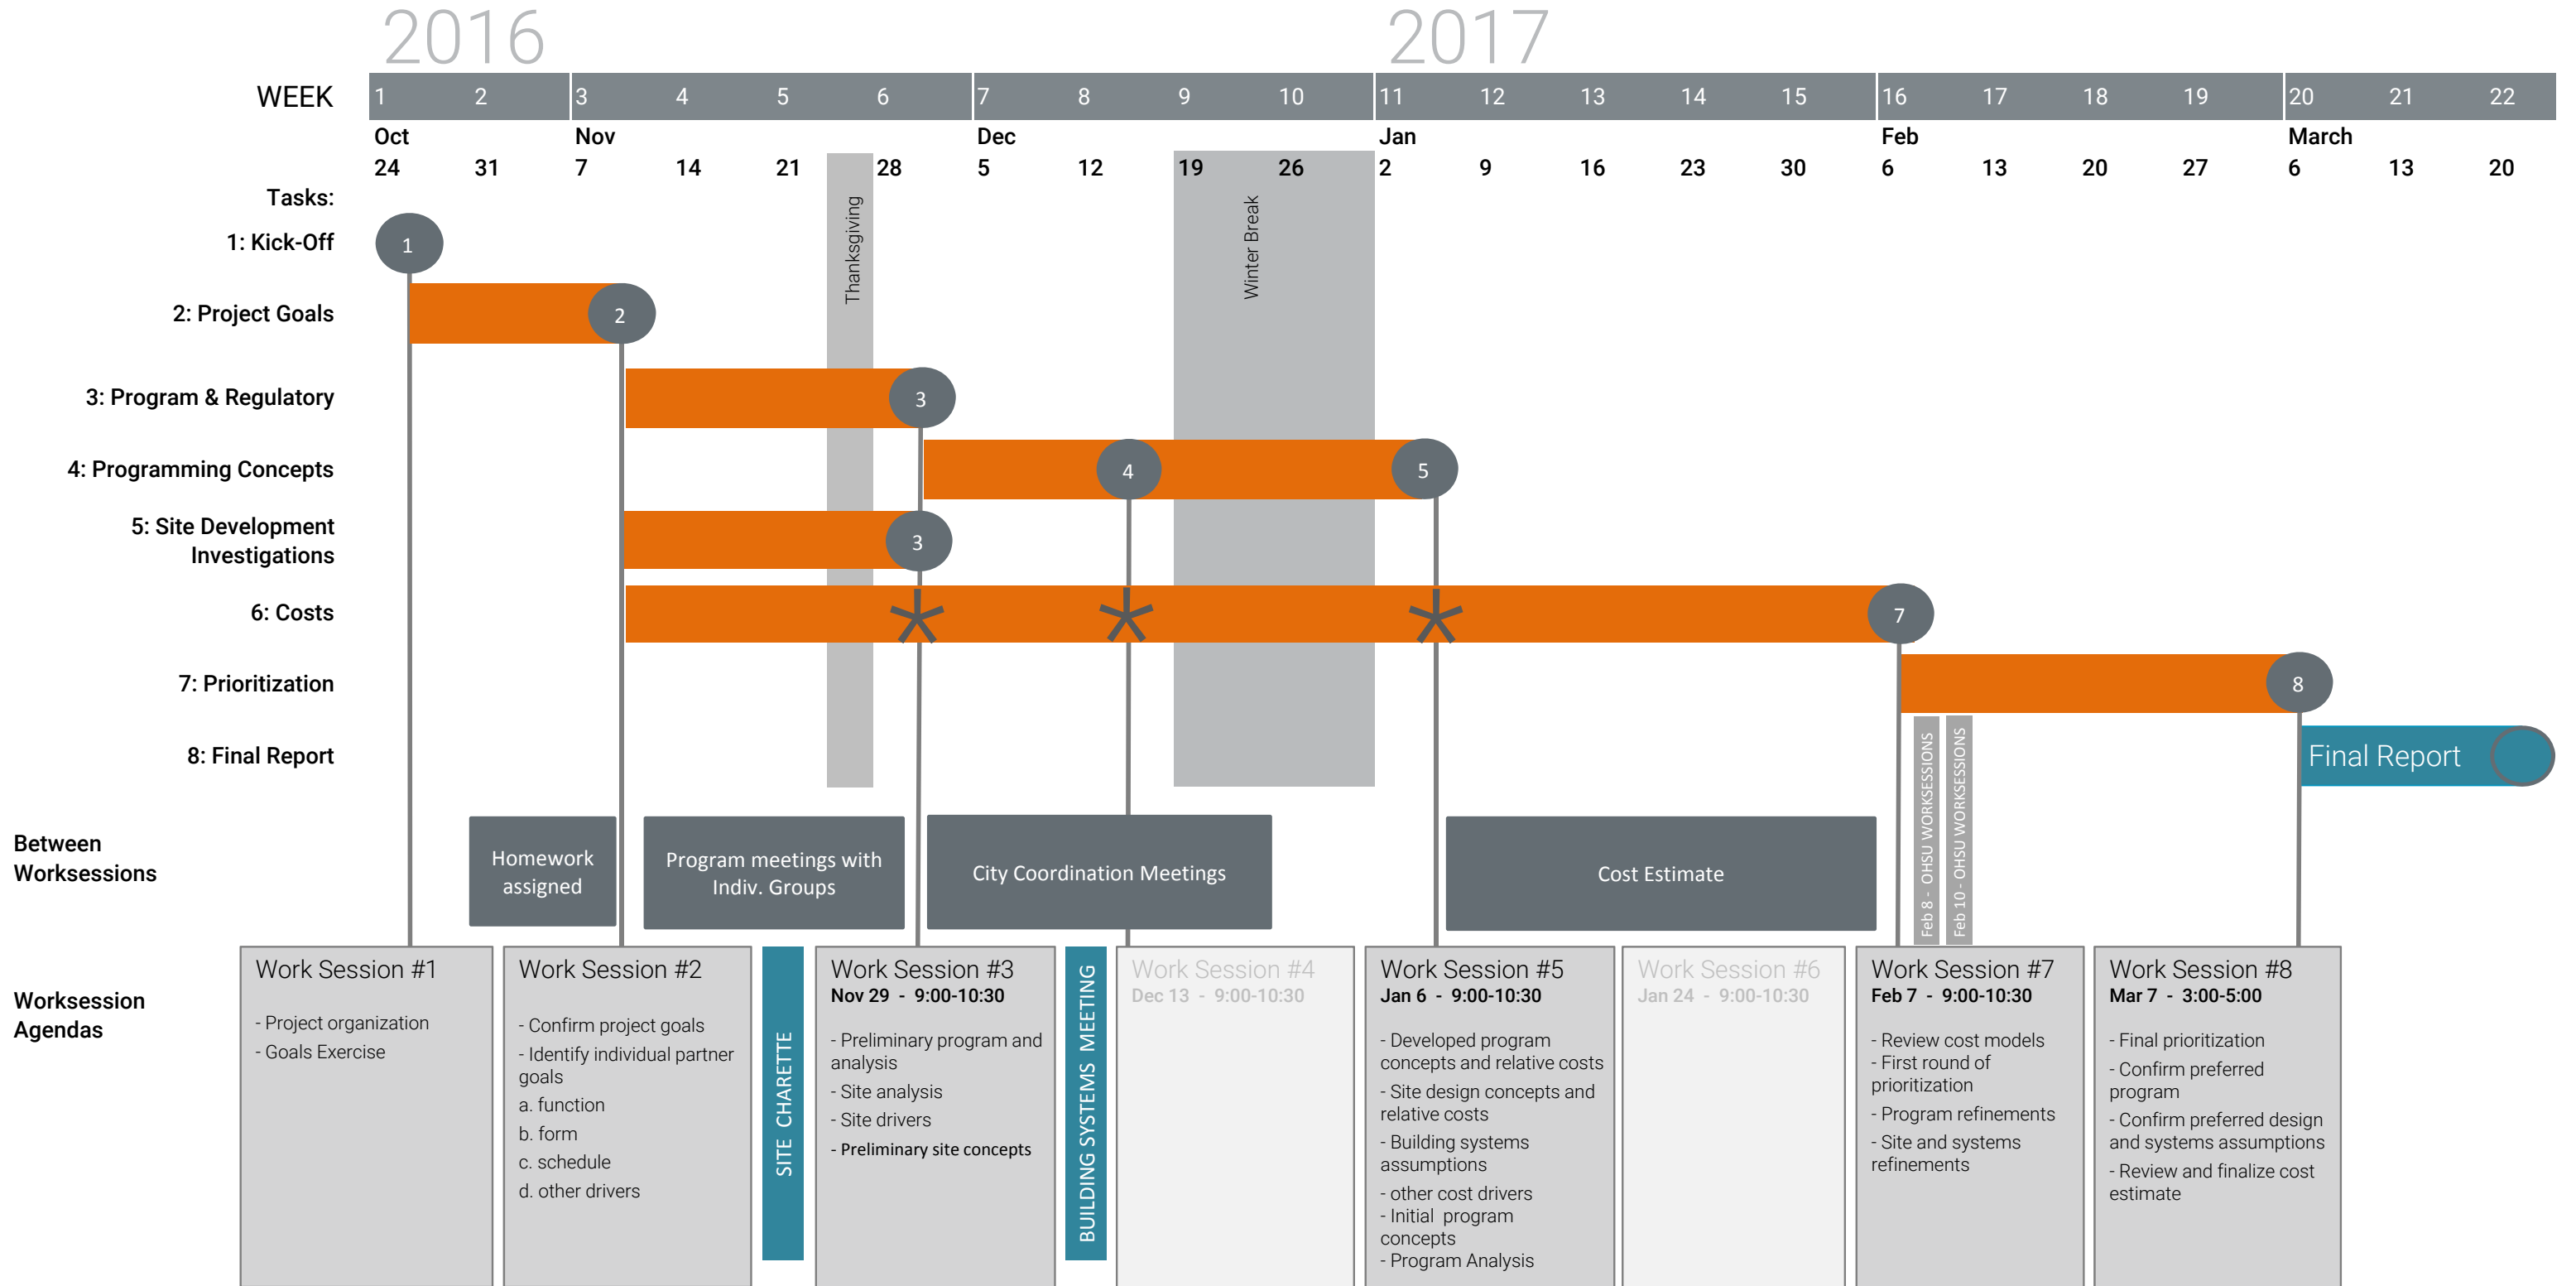 2016
2017
WEEK 1 2 3 4 5 6 7 8 9 10 11 12 13 14 15 16 17 18 19 20 21 22
Oct Nov Dec Jan Feb March
24 31 7 14 21 28 5 12 19 26 2 9 16 23 30 6 13 20 27 6 13 20
Thanksgiving
Winter Break
Tasks:
1: Kick-Off
1
2: Project Goals
2
3: Program & Regulatory
3
4: Programming Concepts
4
5
5: Site Development
Investigations
3
6: Costs
7
7: Prioritization
8
8: Final Report
Final Report
Feb 8 - OHSU WORKSESSIONS
Feb 10 - OHSU WORKSESSIONS
Between
Worksessions
Homework
assigned
Program meetings with
Indiv. Groups
City Coordination Meetings
Cost Estimate
Worksession
Agendas
Work Session #1
- Project organization
- Goals Exercise
Work Session #2
- Confirm project goals
- Identify individual partner
goals
a. function
b. form
c. schedule
d. other drivers
SITE CHARETTE
Work Session #3
Nov 29 - 9:00-10:30
- Preliminary program and
analysis
- Site analysis
- Site drivers
- Preliminary site concepts
BUILDING SYSTEMS MEETING
Work Session #4
Dec 13 - 9:00-10:30
Work Session #5
Jan 6 - 9:00-10:30
- Developed program
concepts and relative costs
- Site design concepts and
relative costs
- Building systems
assumptions
- other cost drivers
- Initial program
concepts
- Program Analysis
Work Session #6
Jan 24 - 9:00-10:30
Work Session #7
Feb 7 - 9:00-10:30
- Review cost models
- First round of
prioritization
- Program refinements
- Site and systems
refinements
Work Session #8
Mar 7 - 3:00-5:00
- Final prioritization
- Confirm preferred
program
- Confirm preferred design
and systems assumptions
- Review and finalize cost
estimate